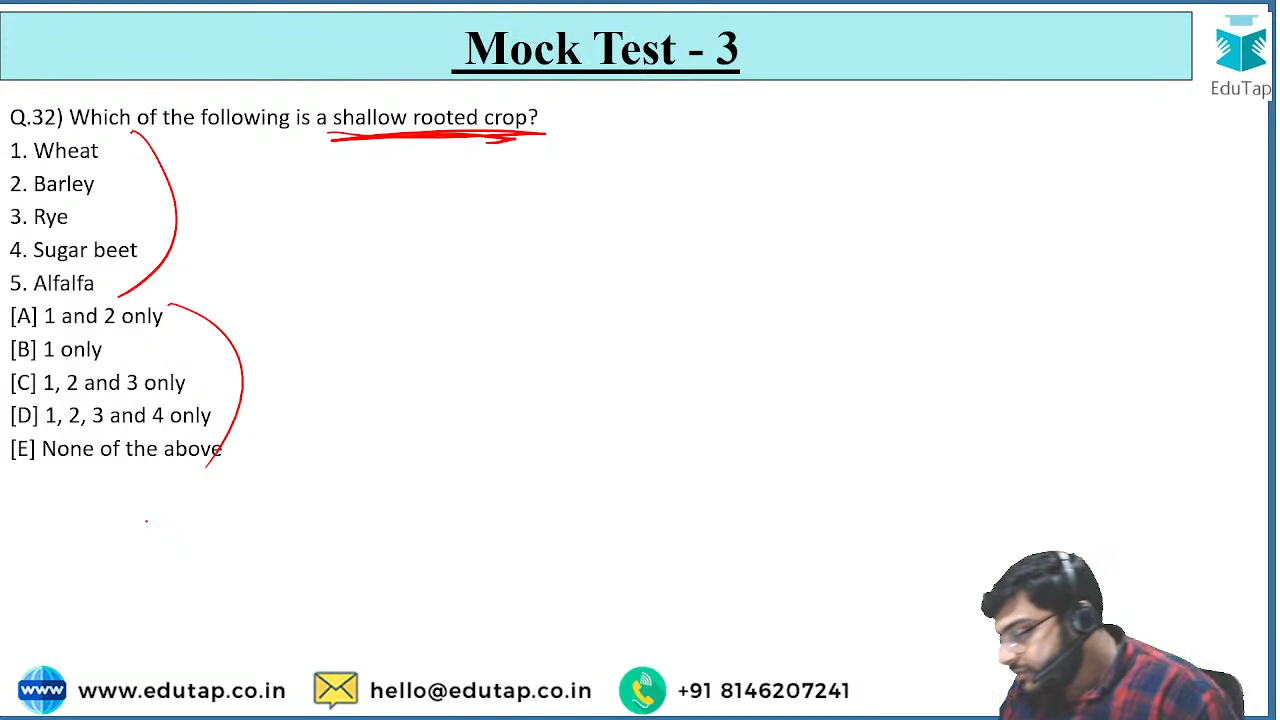 Mock Test - 3
EduTap
Q.32) Which of the following is a shallow rooted crop?
1. Wheat
2. Barley
3. Rye
4. Sugar beet
5. Alfalfa
[A] 1 and 2 only
[B] 1 only
[C] 1, 2 and 3 only
[D] 1, 2, 3 and 4 only
[E] None of the above
www www.edutap.co.in hello@edutap.co.in +91 8146207241